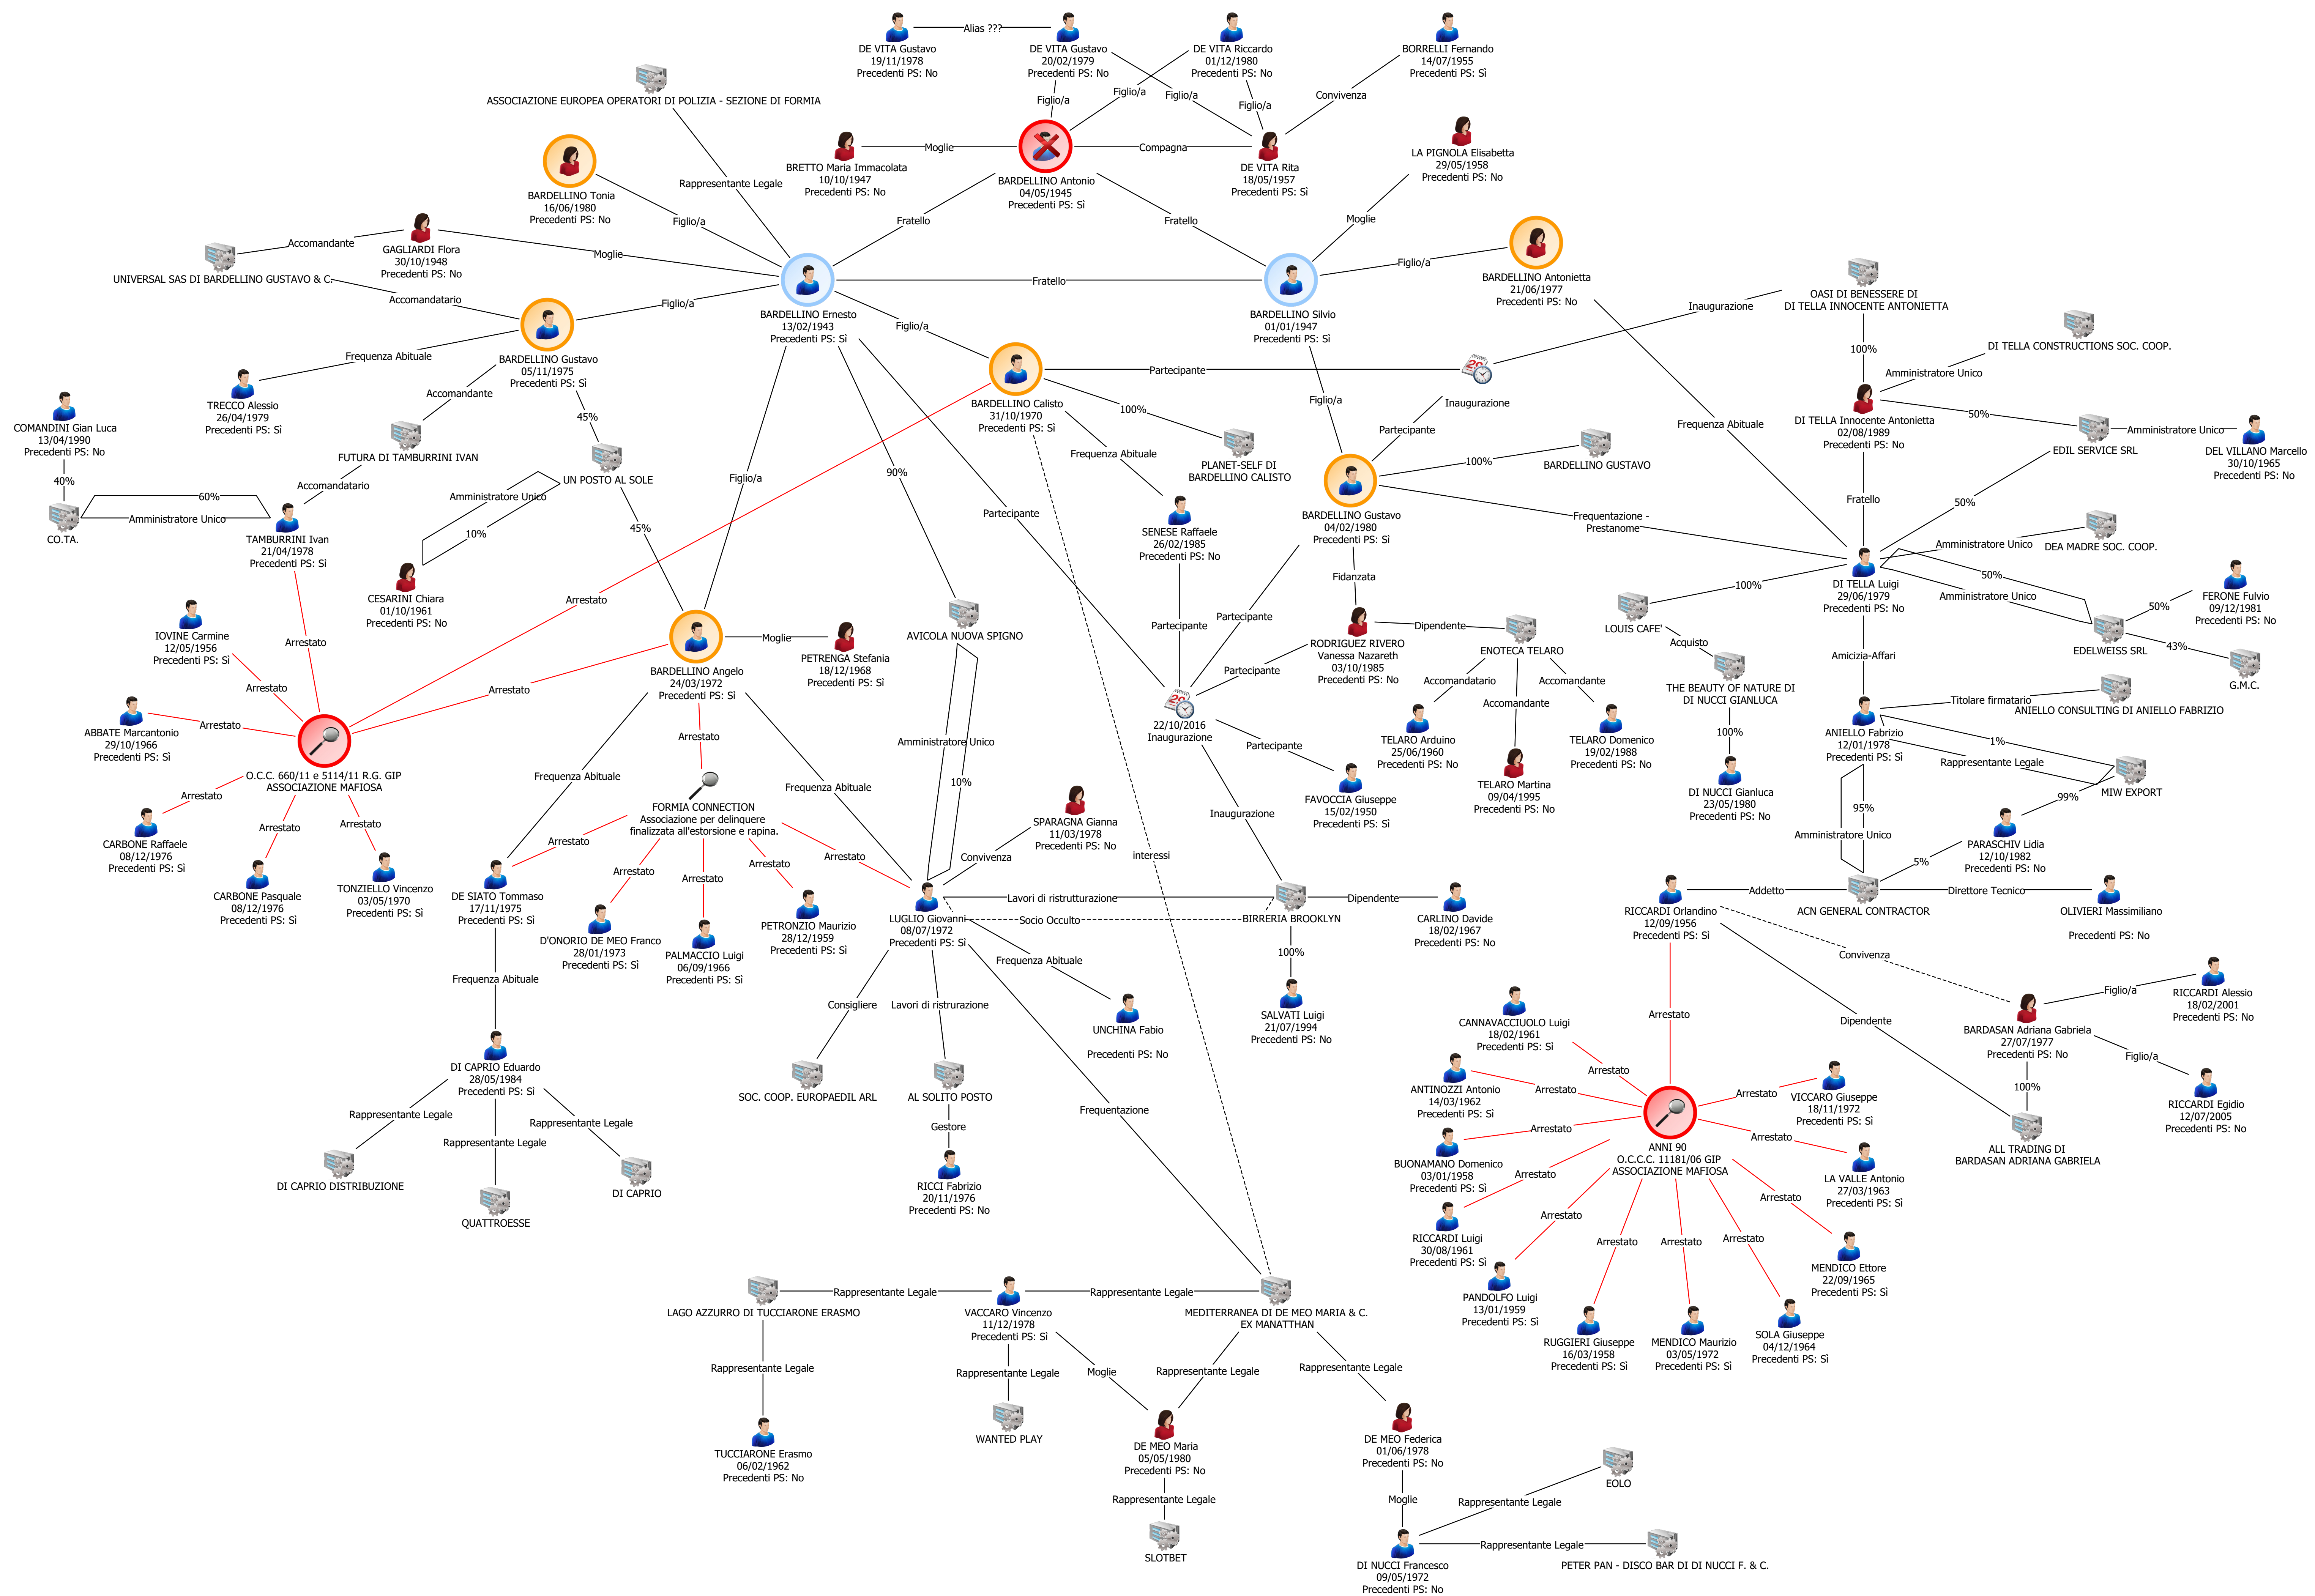 DE VITA Gustavo
19/11/1978
Precedenti PS: No
Alias ???
DE VITA Gustavo
20/02/1979
Precedenti PS: No
DE VITA Riccardo
01/12/1980
Precedenti PS: No
BORRELLI Fernando
14/07/1955
Precedenti PS: Sì
Figlio/a
Figlio/a
Figlio/a
Figlio/a
Convivenza
ASSOCIAZIONE EUROPEA OPERATORI DI POLIZIA - SEZIONE DI FORMIA
Rappresentante Legale
BRETTO Maria Immacolata
10/10/1947
Precedenti PS: No
Moglie
BARDELLINO Antonio
04/05/1945
Precedenti PS: Sì
Compagna
DE VITA Rita
18/05/1957
Precedenti PS: Sì
LA PIGNOLA Elisabetta
29/05/1958
Precedenti PS: No
Moglie
BARDELLINO Tonia
16/06/1980
Precedenti PS: No
Figlio/a
Fratello
Fratello
GAGLIARDI Flora
30/10/1948
Precedenti PS: No
Accomandante
Moglie
UNIVERSAL SAS DI BARDELLINO GUSTAVO & C.
Accomandatario
Figlio/a
BARDELLINO Ernesto
13/02/1943
Precedenti PS: Sì
Fratello
BARDELLINO Silvio
01/01/1947
Precedenti PS: Sì
Figlio/a
BARDELLINO Antonietta
21/06/1977
Precedenti PS: No
Frequenza Abituale
OASI DI BENESSERE DI
DI TELLA INNOCENTE ANTONIETTA
Inaugurazione
100%
DI TELLA CONSTRUCTIONS SOC. COOP.
Amministratore Unico
BARDELLINO Gustavo
05/11/1975
Precedenti PS: Sì
Frequenza Abituale
TRECCO Alessio
26/04/1979
Precedenti PS: Sì
Accomandante
45%
Figlio/a
BARDELLINO Calisto
31/10/1970
Precedenti PS: Sì
Partecipante
Inaugurazione
Partecipante
100%
PLANET-SELF DI
BARDELLINO CALISTO
Frequenza Abituale
Figlio/a
DI TELLA Innocente Antonietta
02/08/1989
Precedenti PS: No
50%
EDIL SERVICE SRL
Amministratore Unico
DEL VILLANO Marcello
30/10/1965
Precedenti PS: No
COMANDINI Gian Luca
13/04/1990
Precedenti PS: No
40%
CO.TA.
60%
Amministratore Unico
FUTURA DI TAMBURRINI IVAN
Accomandatario
TAMBURRINI Ivan
21/04/1978
Precedenti PS: Sì
UN POSTO AL SOLE
Amministratore Unico
10%
45%
CESARINI Chiara
01/10/1961
Precedenti PS: No
Figlio/a
90%
Partecipante
SENESE Raffaele
26/02/1985
Precedenti PS: No
BARDELLINO Gustavo
04/02/1980
Precedenti PS: Sì
100%
BARDELLINO GUSTAVO
Frequentazione -
Prestanome
Fratello
50%
DI TELLA Luigi
29/06/1979
Precedenti PS: No
Amministratore Unico
DEA MADRE SOC. COOP.
50%
Amministratore Unico
EDELWEISS SRL
50%
FERONE Fulvio
09/12/1981
Precedenti PS: No
43%
G.M.C.
100%
LOUIS CAFE'
Acquisto
THE BEAUTY OF NATURE DI
DI NUCCI GIANLUCA
100%
DI NUCCI Gianluca
23/05/1980
Precedenti PS: No
Arrestato
Arrestato
IOVINE Carmine
12/05/1956
Precedenti PS: Sì
Arrestato
ABBATE Marcantonio
29/10/1966
Precedenti PS: Sì
Arrestato
O.C.C. 660/11 e 5114/11 R.G. GIP
ASSOCIAZIONE MAFIOSA
Arrestato
CARBONE Raffaele
08/12/1976
Precedenti PS: Sì
Arrestato
CARBONE Pasquale
08/12/1976
Precedenti PS: Sì
Arrestato
TONZIELLO Vincenzo
03/05/1970
Precedenti PS: Sì
Arrestato
BARDELLINO Angelo
24/03/1972
Precedenti PS: Sì
Moglie
PETRENGA Stefania
18/12/1968
Precedenti PS: Sì
AVICOLA NUOVA SPIGNO
Amministratore Unico
10%
Partecipante
Partecipante
Fidanzata
RODRIGUEZ RIVERO
Vanessa Nazareth
03/10/1985
Precedenti PS: No
Partecipante
Dipendente
ENOTECA TELARO
Accomandatario
Accomandante
Accomandante
TELARO Arduino
25/06/1960
Precedenti PS: No
TELARO Martina
09/04/1995
Precedenti PS: No
TELARO Domenico
19/02/1988
Precedenti PS: No
22/10/2016
Inaugurazione
Partecipante
FAVOCCIA Giuseppe
15/02/1950
Precedenti PS: Sì
Inaugurazione
Amicizia-Affari
ANIELLO Fabrizio
12/01/1978
Precedenti PS: Sì
Titolare firmatario
ANIELLO CONSULTING DI ANIELLO FABRIZIO
1%
Rappresentante Legale
MIW EXPORT
99%
PARASCHIV Lidia
12/10/1982
Precedenti PS: No
95%
Amministratore Unico
5%
ACN GENERAL CONTRACTOR
Addetto
Direttore Tecnico
OLIVIERI Massimiliano
Precedenti PS: No
RICCARDI Orlandino
12/09/1956
Precedenti PS: Sì
Arrestato
Frequenza Abituale
Frequenza Abituale
FORMIA CONNECTION
Associazione per delinquere
finalizzata all'estorsione e rapina.
Arrestato
Arrestato
Arrestato
Arrestato
Arrestato
DE SIATO Tommaso
17/11/1975
Precedenti PS: Sì
D'ONORIO DE MEO Franco
28/01/1973
Precedenti PS: Sì
PALMACCIO Luigi
06/09/1966
Precedenti PS: Sì
PETRONZIO Maurizio
28/12/1959
Precedenti PS: Sì
SPARAGNA Gianna
11/03/1978
Precedenti PS: No
Convivenza
interessi
LUGLIO Giovanni
08/07/1972
Precedenti PS: Sì
Lavori di ristrutturazione
Socio Occulto
BIRRERIA BROOKLYN
Dipendente
CARLINO Davide
18/02/1967
Precedenti PS: No
100%
SALVATI Luigi
21/07/1994
Precedenti PS: No
Frequenza Abituale
UNCHINA Fabio
Precedenti PS: No
Consigliere
SOC. COOP. EUROPAEDIL ARL
Lavori di ristrurazione
AL SOLITO POSTO
Gestore
RICCI Fabrizio
20/11/1976
Precedenti PS: No
Frequentazione
Frequenza Abituale
DI CAPRIO Eduardo
28/05/1984
Precedenti PS: Sì
Rappresentante Legale
Rappresentante Legale
Rappresentante Legale
DI CAPRIO DISTRIBUZIONE
QUATTROESSE
DI CAPRIO
Convivenza
Dipendente
BARDASAN Adriana Gabriela
27/07/1977
Precedenti PS: No
Figlio/a
RICCARDI Alessio
18/02/2001
Precedenti PS: No
Figlio/a
RICCARDI Egidio
12/07/2005
Precedenti PS: No
100%
ALL TRADING DI
BARDASAN ADRIANA GABRIELA
Arrestato
CANNAVACCIUOLO Luigi
18/02/1961
Precedenti PS: Sì
Arrestato
ANTINOZZI Antonio
14/03/1962
Precedenti PS: Sì
Arrestato
BUONAMANO Domenico
03/01/1958
Precedenti PS: Sì
Arrestato
ANNI 90
O.C.C.C. 11181/06 GIP
ASSOCIAZIONE MAFIOSA
Arrestato
VICCARO Giuseppe
18/11/1972
Precedenti PS: Sì
Arrestato
LA VALLE Antonio
27/03/1963
Precedenti PS: Sì
Arrestato
RICCARDI Luigi
30/08/1961
Precedenti PS: Sì
Arrestato
PANDOLFO Luigi
13/01/1959
Precedenti PS: Sì
Arrestato
RUGGIERI Giuseppe
16/03/1958
Precedenti PS: Sì
Arrestato
MENDICO Maurizio
03/05/1972
Precedenti PS: Sì
Arrestato
SOLA Giuseppe
04/12/1964
Precedenti PS: Sì
Arrestato
MENDICO Ettore
22/09/1965
Precedenti PS: Sì
LAGO AZZURRO DI TUCCIARONE ERASMO
Rappresentante Legale
VACCARO Vincenzo
11/12/1978
Precedenti PS: Sì
Rappresentante Legale
MEDITERRANEA DI DE MEO MARIA & C.
EX MANATTHAN
Rappresentante Legale
TUCCIARONE Erasmo
06/02/1962
Precedenti PS: No
Rappresentante Legale
WANTED PLAY
Moglie
Rappresentante Legale
Rappresentante Legale
DE MEO Maria
05/05/1980
Precedenti PS: No
Rappresentante Legale
SLOTBET
DE MEO Federica
01/06/1978
Precedenti PS: No
Moglie
DI NUCCI Francesco
09/05/1972
Precedenti PS: No
Rappresentante Legale
EOLO
Rappresentante Legale
PETER PAN - DISCO BAR DI DI NUCCI F. & C.